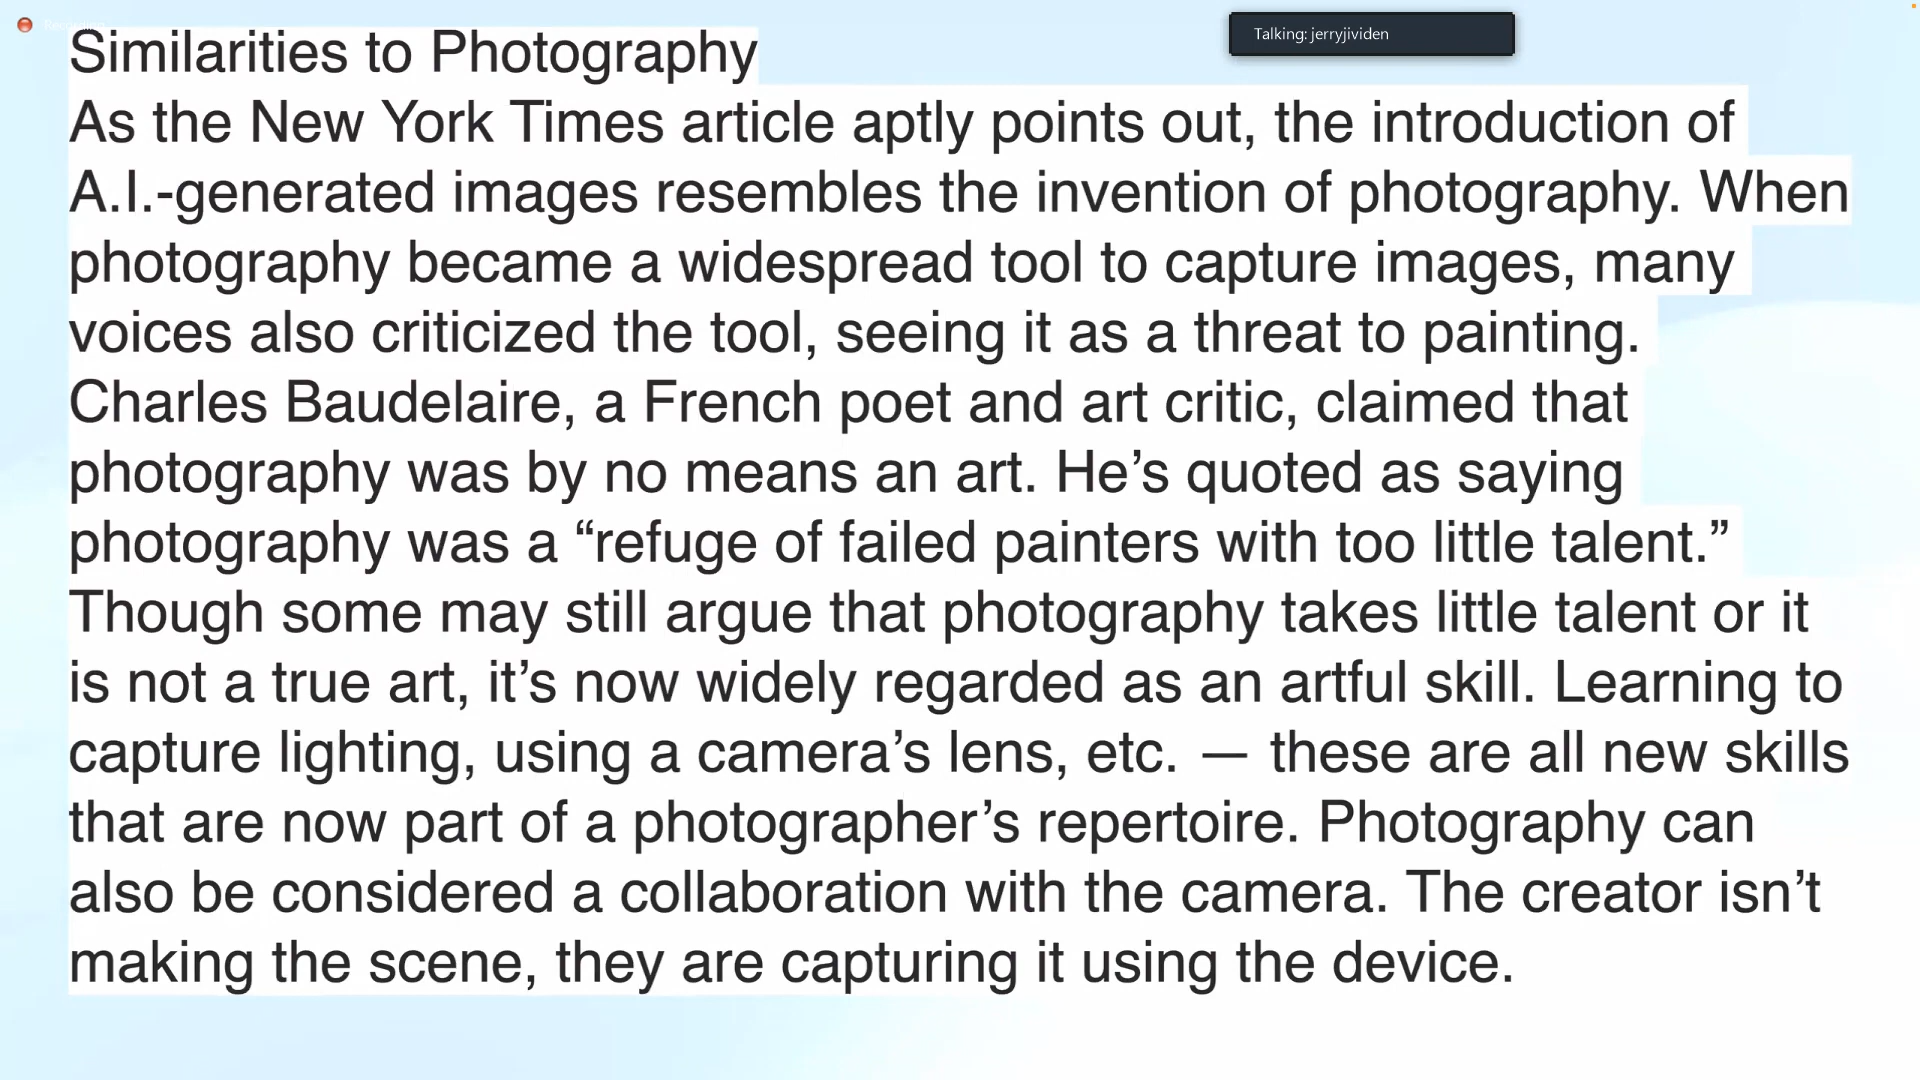 Recording
Talking: jerryjividen
Similarities to Photography
As the New York Times article aptly points out, the introduction of
A.I.-generated images resembles the invention of photography. When
photography became a widespread tool to capture images, many
voices also criticized the tool, seeing it as a threat to painting.
Charles Baudelaire, a French poet and art critic, claimed that
photography was by no means an art. He’s quoted as saying
photography was a “refuge of failed painters with too little talent.”
Though some may still argue that photography takes little talent or it
is not a true art, it’s now widely regarded as an artful skill. Learning to
capture lighting, using a camera’s lens, etc. — these are all new skills
that are now part of a photographer’s repertoire. Photography can
also be considered a collaboration with the camera. The creator isn’t
making the scene, they are capturing it using the device.